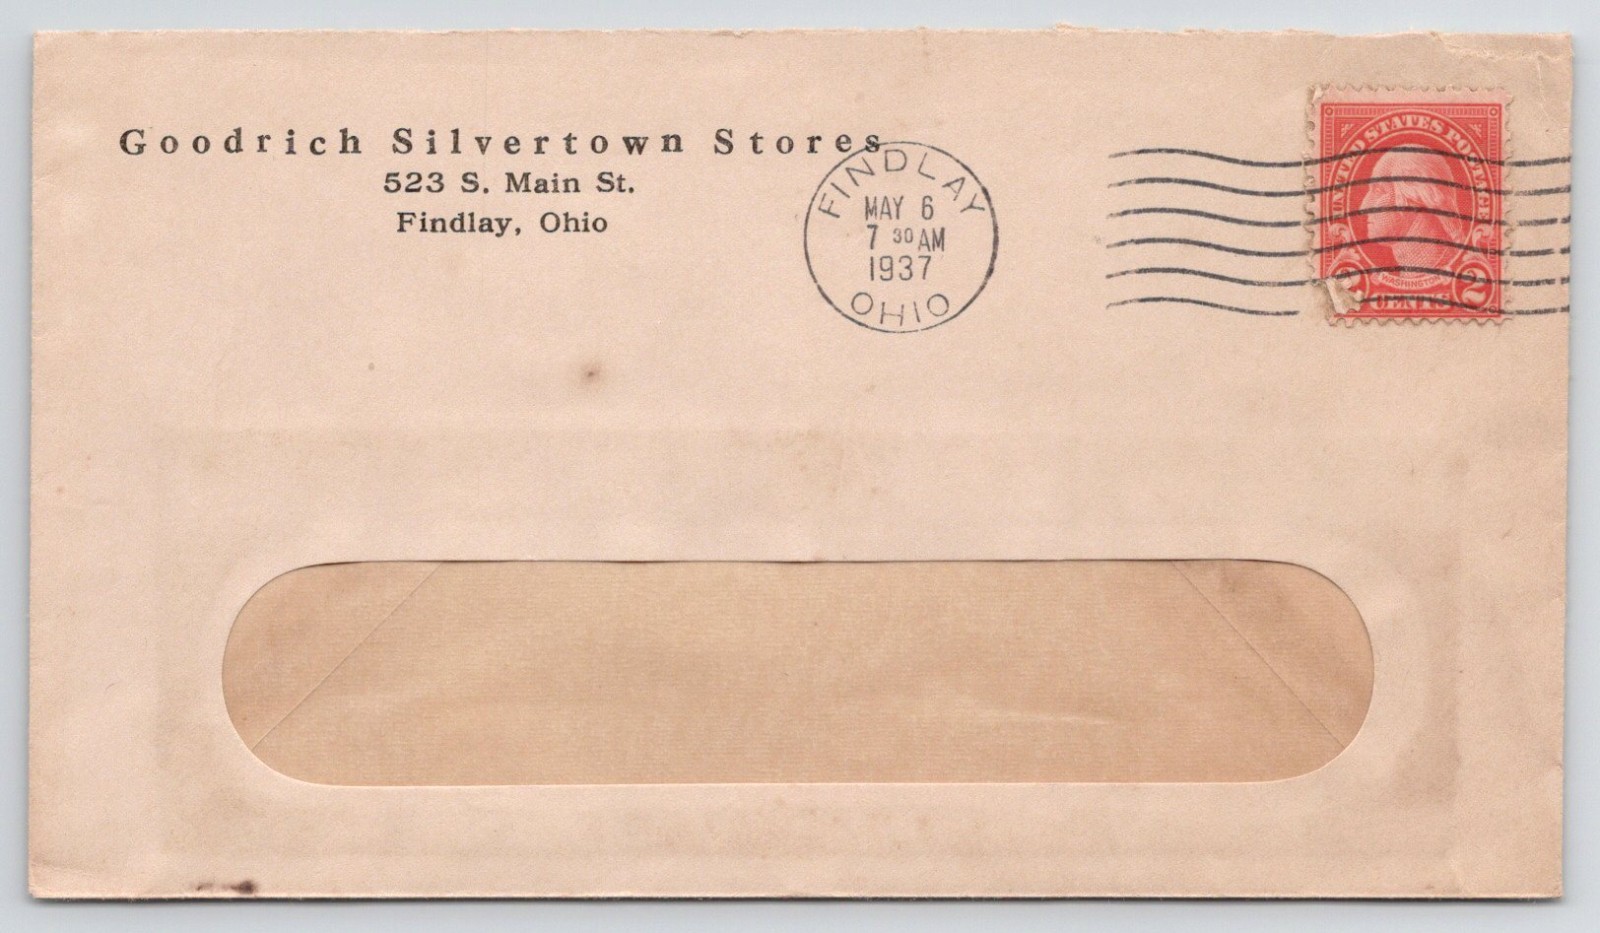 Goodrich Silvertown Stores
523 S. Main St.
Findlay, Ohio
FINDLAY
MAY 6
7 30 AM
1937
OHIO
UNITED STATES POSTAGE
WASHINGTON
2 CENTS 2